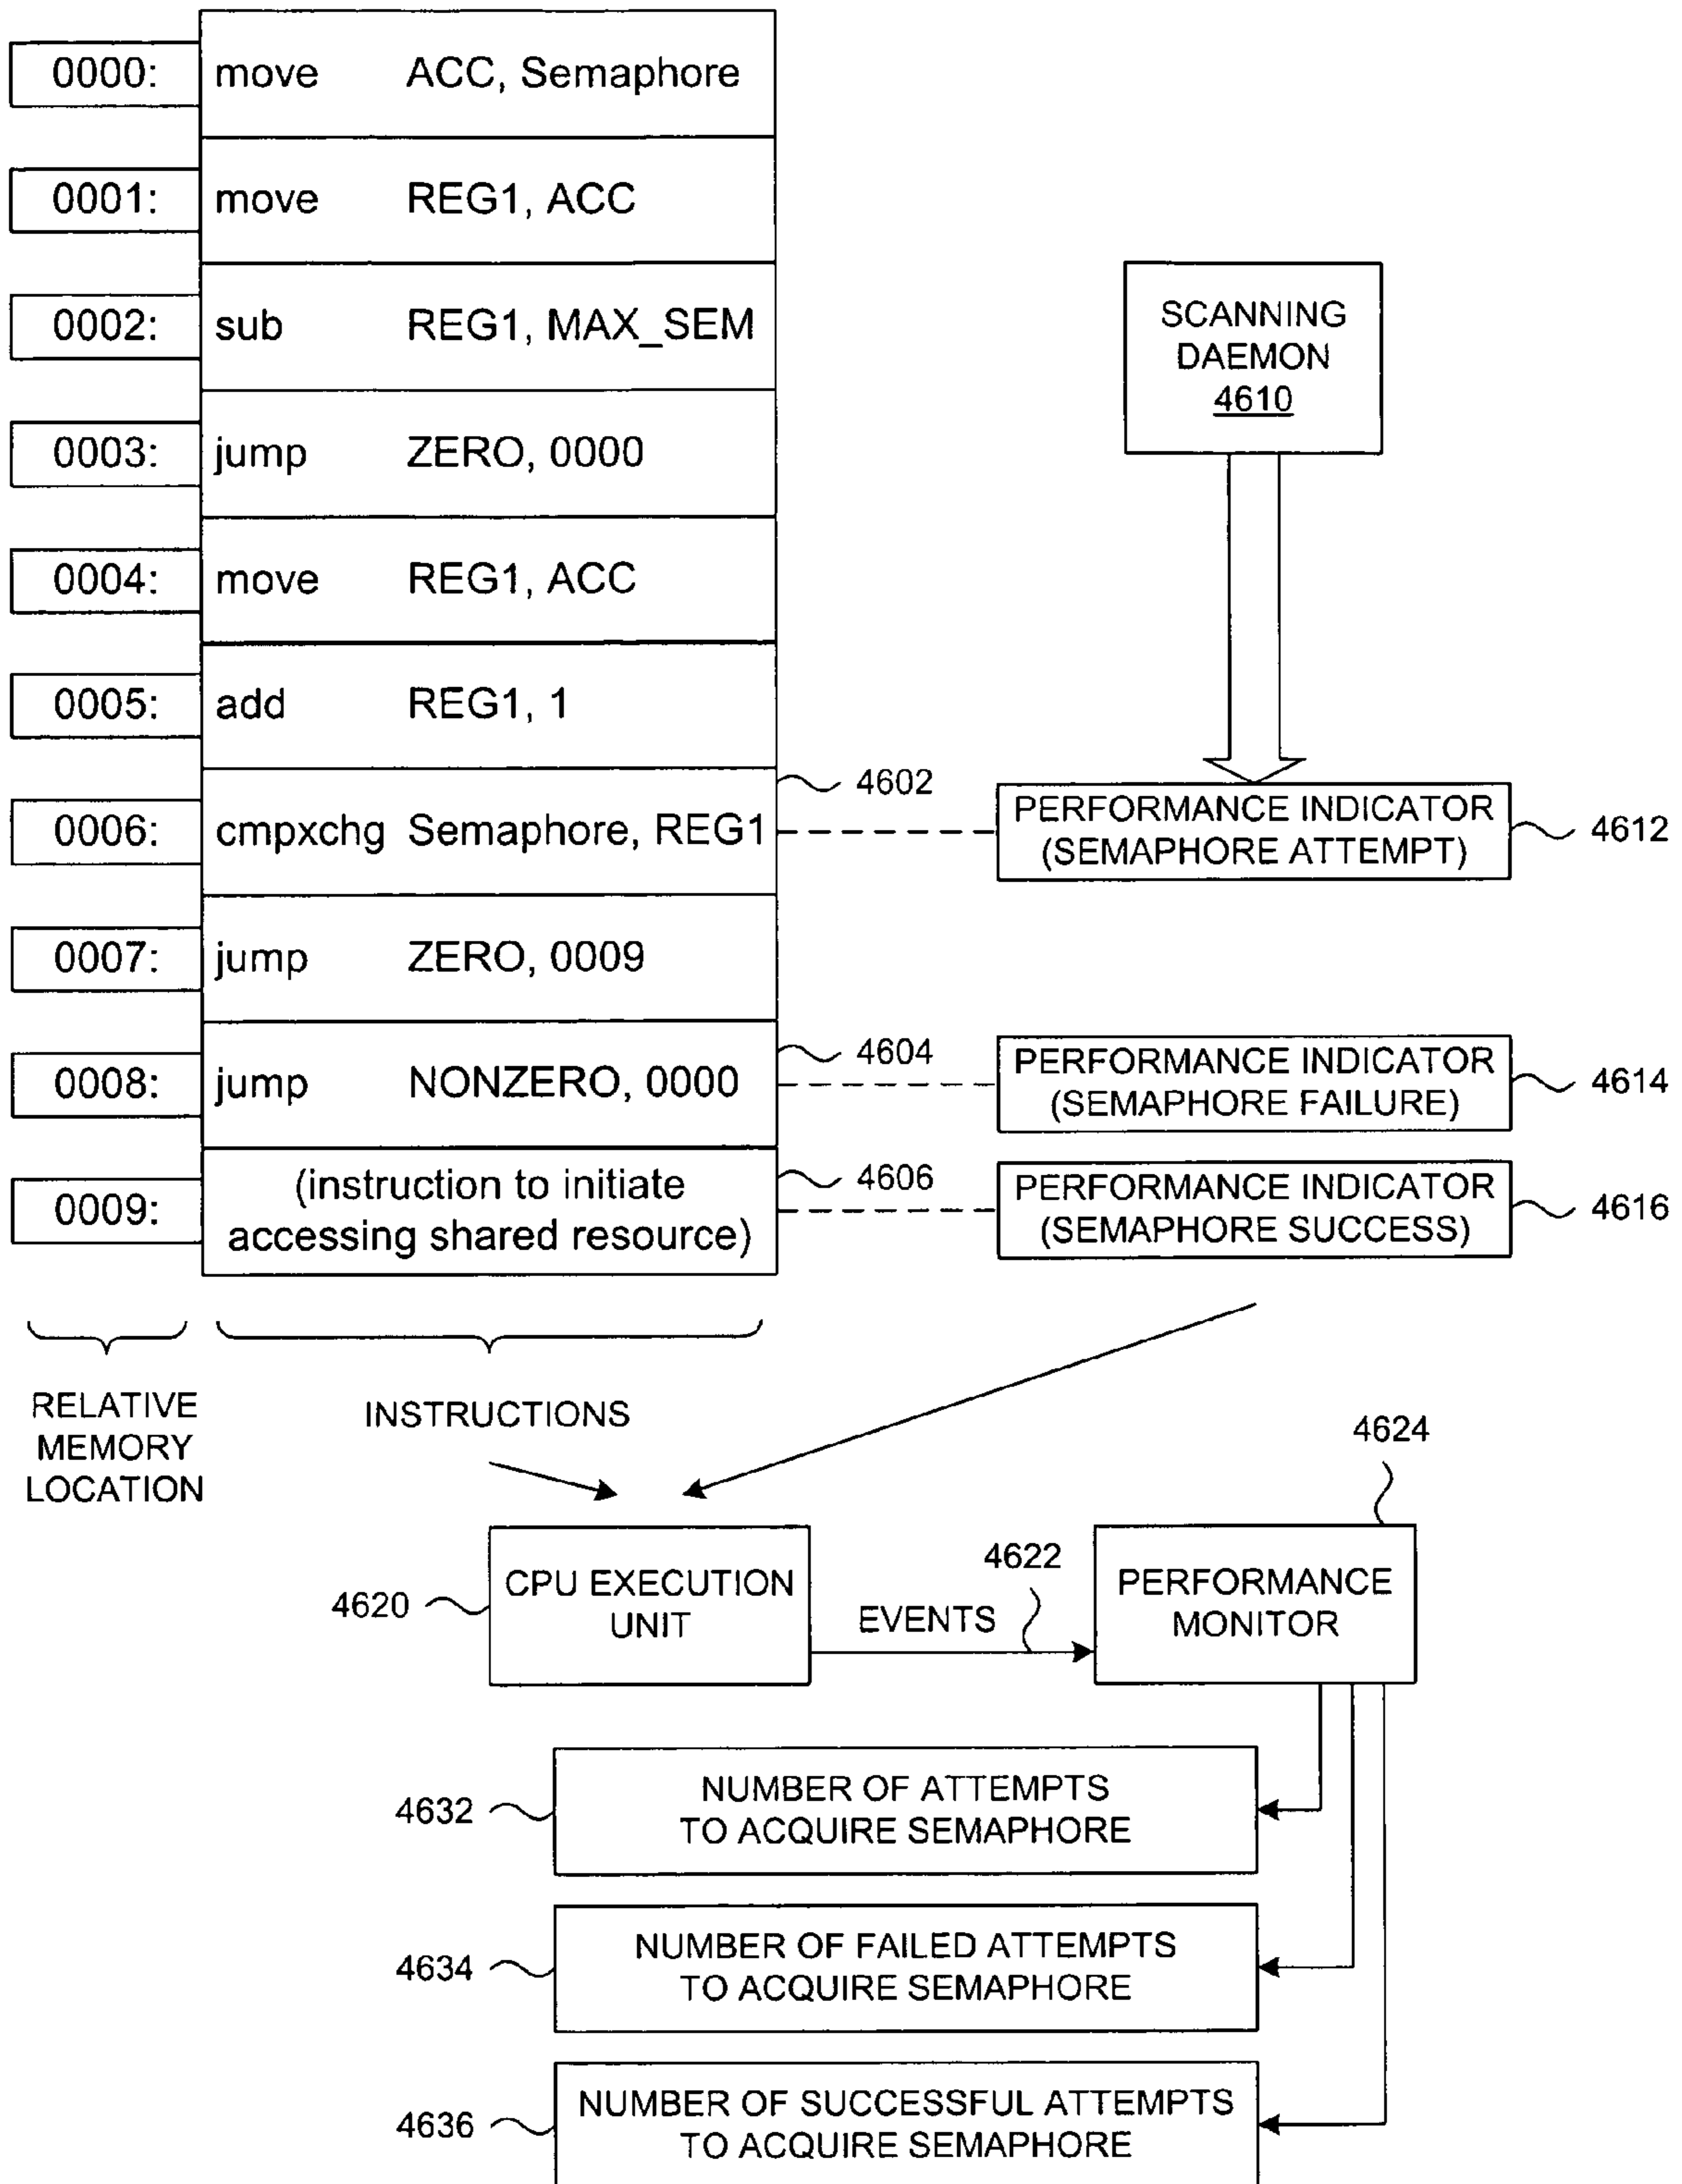 0000: move ACC, Semaphore
0001: move REG1, ACC
0002: sub REG1, MAX_SEM
0003: jump ZERO, 0000
0004: move REG1, ACC
0005: add REG1, 1
0006: cmpxchg Semaphore, REG1
0007: jump ZERO, 0009
0008: jump NONZERO, 0000
0009: (instruction to initiate
accessing shared resource)
SCANNING
DAEMON
4610
4602
PERFORMANCE INDICATOR
(SEMAPHORE ATTEMPT)
4612
4604
PERFORMANCE INDICATOR
(SEMAPHORE FAILURE)
4614
4606
PERFORMANCE INDICATOR
(SEMAPHORE SUCCESS)
4616
RELATIVE
MEMORY
LOCATION
INSTRUCTIONS
4624
4620
CPU EXECUTION
UNIT
4622
EVENTS
PERFORMANCE
MONITOR
4632
NUMBER OF ATTEMPTS
TO ACQUIRE SEMAPHORE
4634
NUMBER OF FAILED ATTEMPTS
TO ACQUIRE SEMAPHORE
4636
NUMBER OF SUCCESSFUL ATTEMPTS
TO ACQUIRE SEMAPHORE